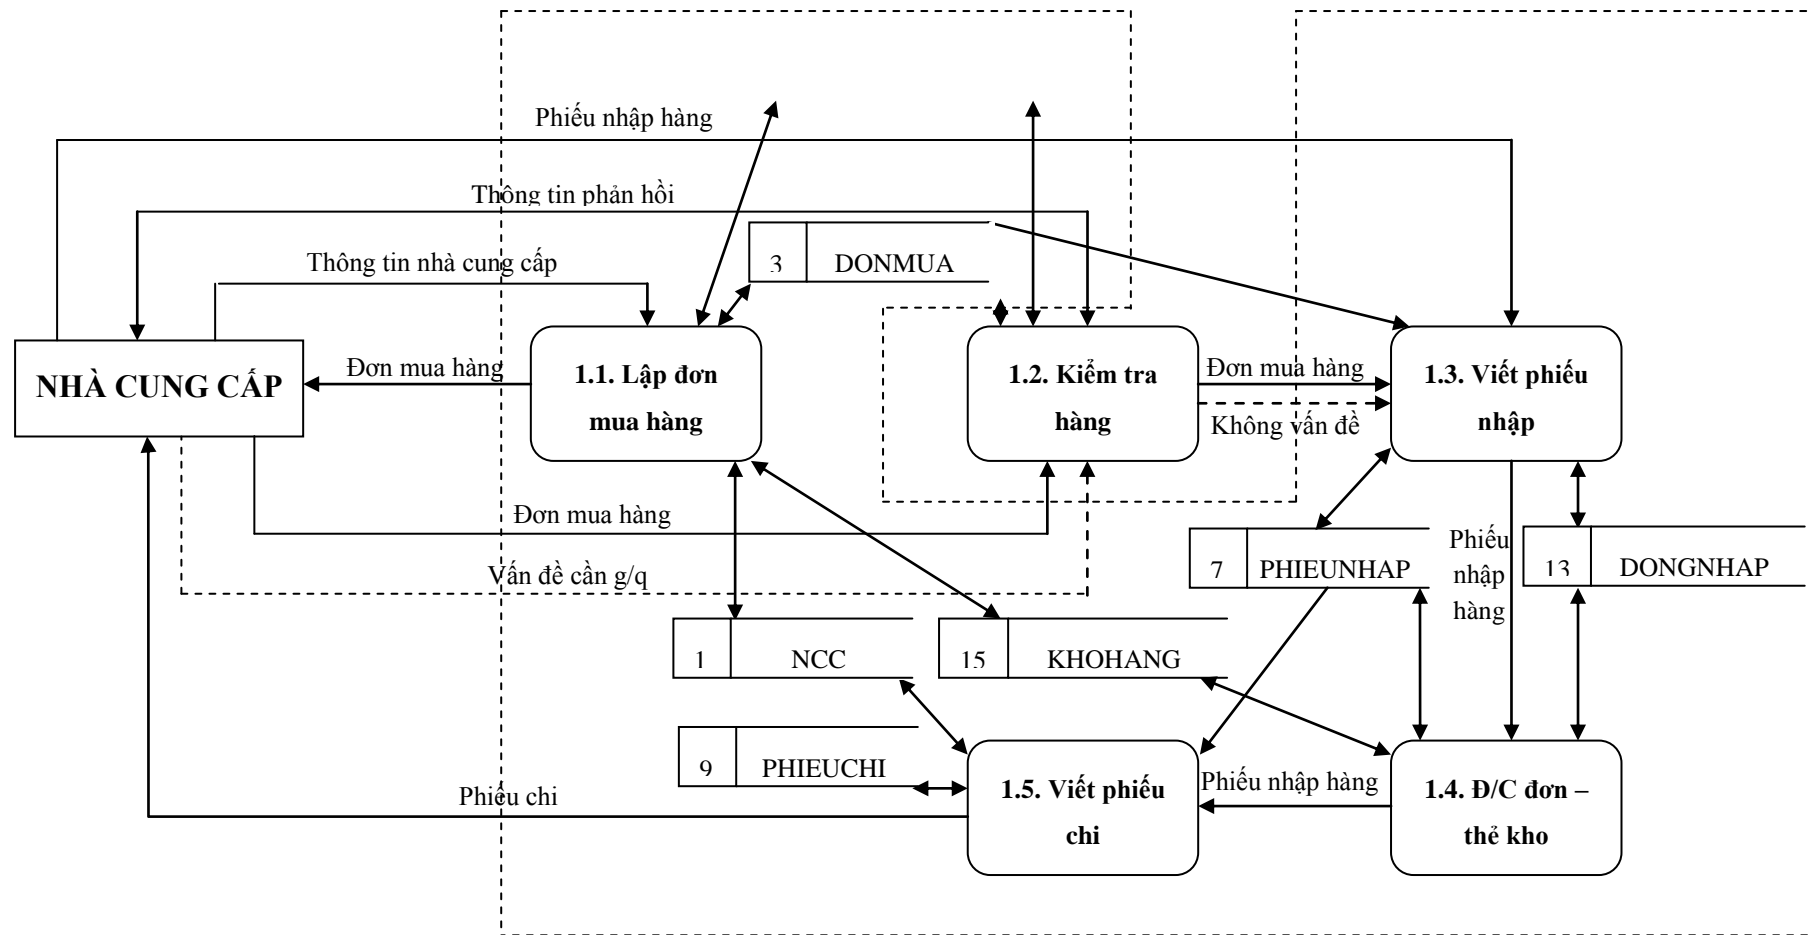 Phiếu nhập hàng
Thông tin phản hồi
3 DONMUA
Thông tin nhà cung cấp
NHÀ CUNG CẤP
Đơn mua hàng
1.1. Lập đơn
mua hàng
1.2. Kiểm tra
hàng
Đơn mua hàng
Không vấn đề
1.3. Viết phiếu
nhập
Đơn mua hàng
Vấn đề cần g/q
7 PHIEUNHAP
Phiếu
nhập
hàng
13 DONGNHAP
1 NCC
15 KHOHANG
9 PHIEUCHI
Phiếu chi
1.5. Viết phiếu
chi
Phiếu nhập hàng
1.4. Đ/C đơn –
thẻ kho